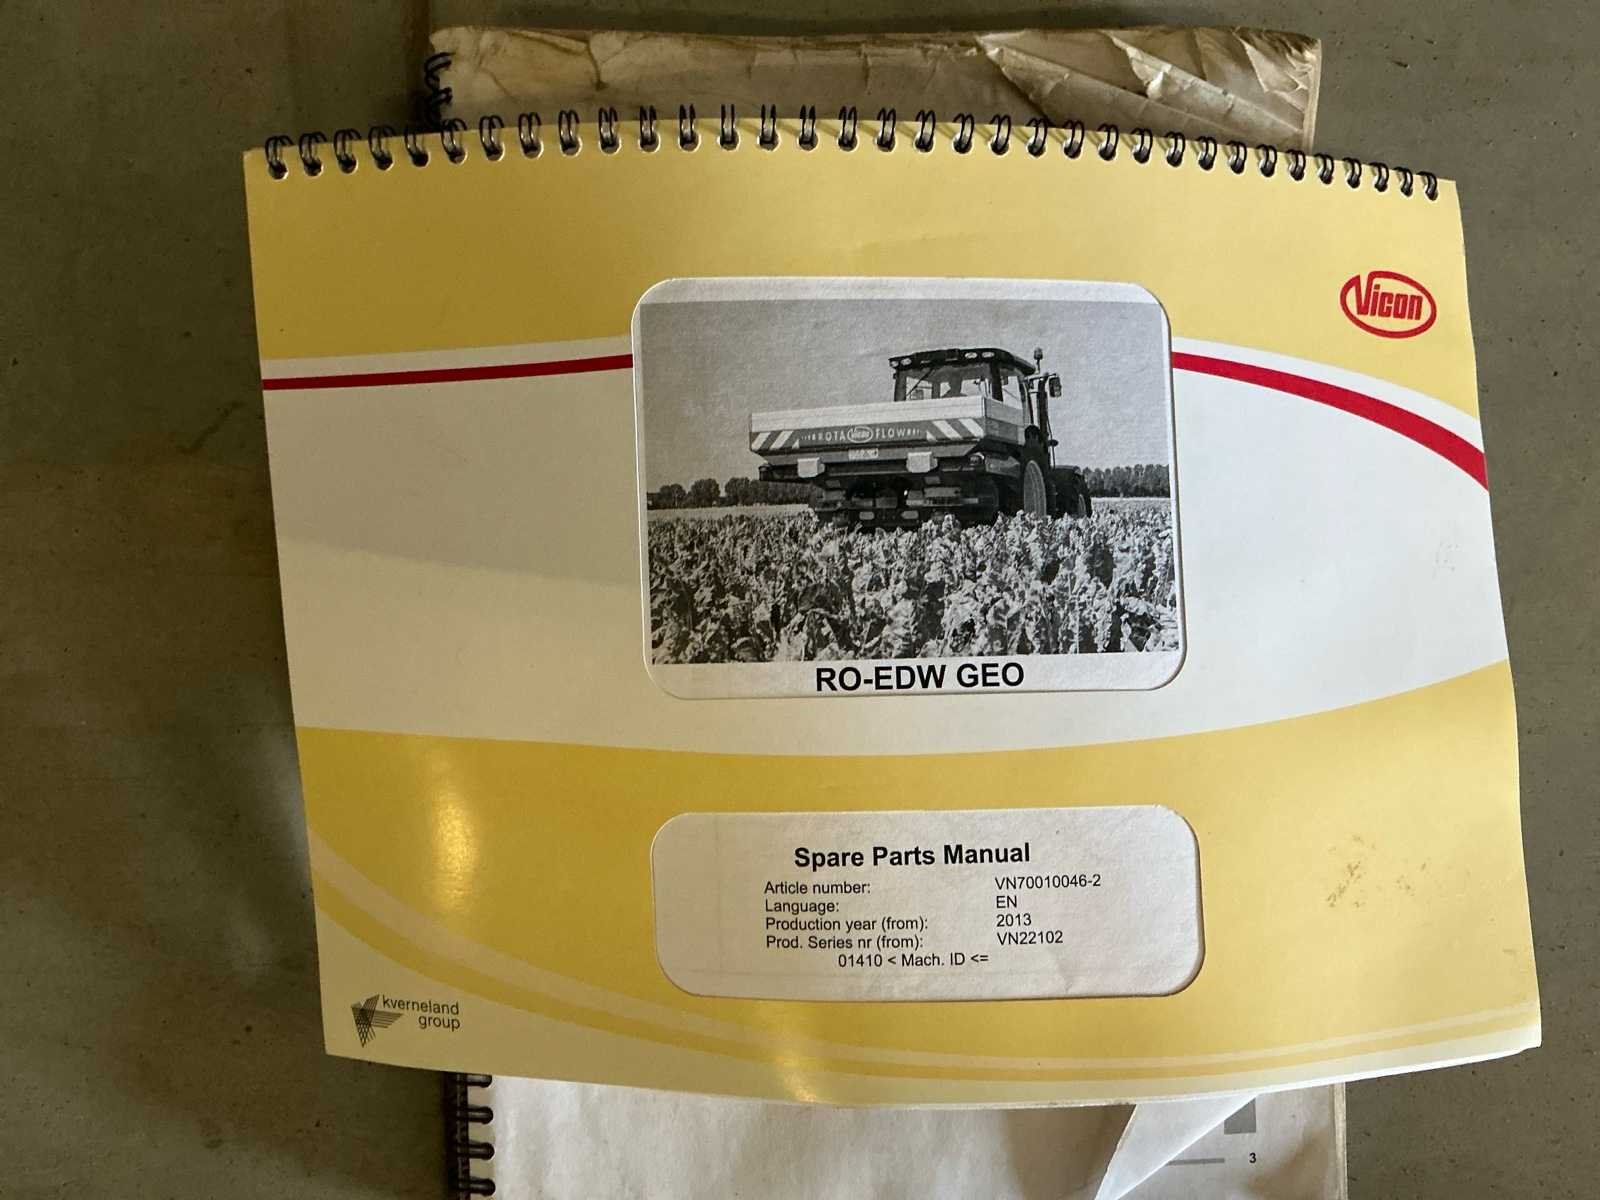 Vicon
ROTA Vicon FLOW
RO-EDW GEO
Spare Parts Manual
Article number: VN70010046-2
Language: EN
Production year (from): 2013
Prod. Series nr (from): VN22102
01410 < Mach. ID <=
kverneland
group
3